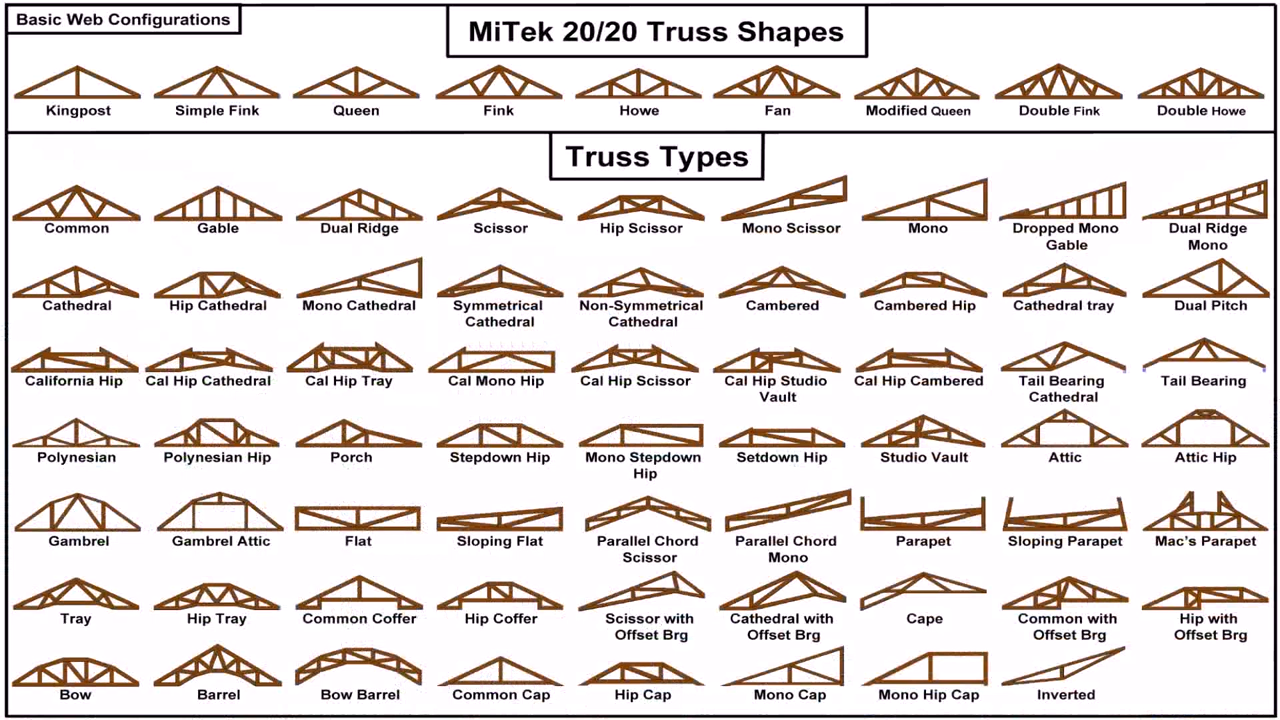 Basic Web Configurations
MiTek 20/20 Truss Shapes
Kingpost
Simple Fink
Queen
Fink
Howe
Fan
Modified Queen
Double Fink
Double Howe
Truss Types
Common
Gable
Dual Ridge
Scissor
Hip Scissor
Mono Scissor
Mono
Dropped Mono
Gable
Dual Ridge
Mono
Cathedral
Hip Cathedral
Mono Cathedral
Symmetrical
Cathedral
Non-Symmetrical
Cathedral
Cambered
Cambered Hip
Cathedral tray
Dual Pitch
California Hip
Cal Hip Cathedral
Cal Hip Tray
Cal Mono Hip
Cal Hip Scissor
Cal Hip Studio
Vault
Cal Hip Cambered
Tail Bearing
Cathedral
Tail Bearing
Polynesian
Polynesian Hip
Porch
Stepdown Hip
Mono Stepdown
Hip
Setdown Hip
Studio Vault
Attic
Attic Hip
Gambrel
Gambrel Attic
Flat
Sloping Flat
Parallel Chord
Scissor
Parallel Chord
Mono
Parapet
Sloping Parapet
Mac's Parapet
Tray
Hip Tray
Common Coffer
Hip Coffer
Scissor with
Offset Brg
Cathedral with
Offset Brg
Cape
Common with
Offset Brg
Hip with
Offset Brg
Bow
Barrel
Bow Barrel
Common Cap
Hip Cap
Mono Cap
Mono Hip Cap
Inverted